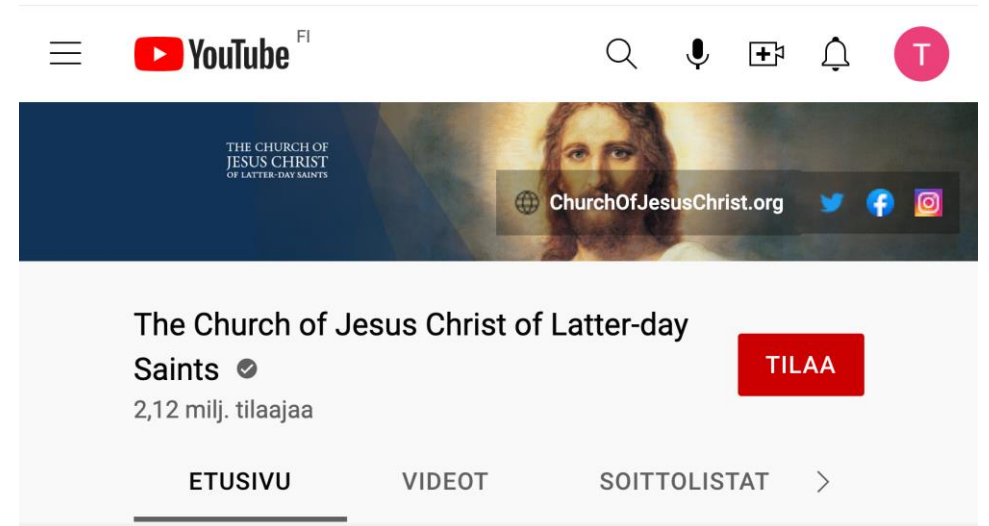 YouTube FI
T
THE CHURCH OF
JESUS CHRIST
OF LATTER-DAY SAINTS
ChurchOfJesusChrist.org
The Church of Jesus Christ of Latter-day
Saints
TILAA
2,12 milj. tilaajaa
ETUSIVU VIDEOT SOITTOLISTAT